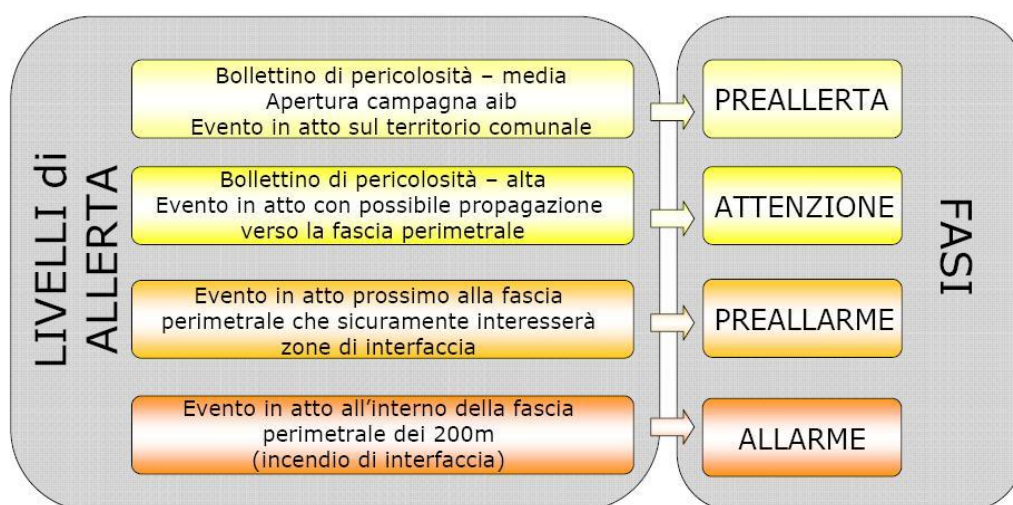 LIVELLI di
ALLERTA
Bollettino di pericolosità – media
Apertura campagna aib
Evento in atto sul territorio comunale
PREALLERTA
Bollettino di pericolosità – alta
Evento in atto con possibile propagazione
verso la fascia perimetrale
ATTENZIONE
Evento in atto prossimo alla fascia
perimetrale che sicuramente interesserà
zone di interfaccia
PREALLARME
Evento in atto all'interno della fascia
perimetrale dei 200m
(incendio di interfaccia)
ALLARME
FASI